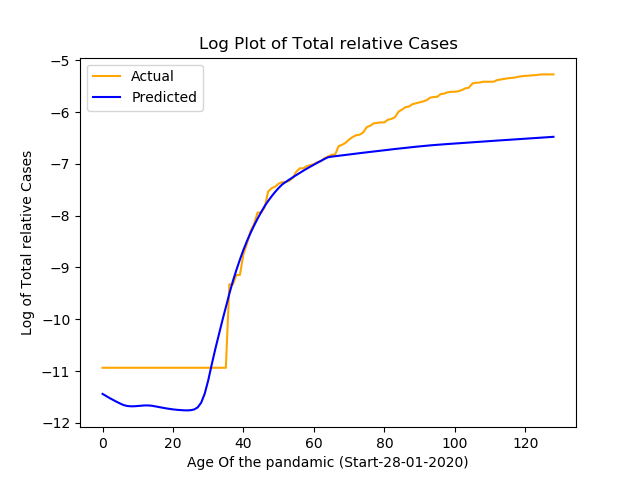 Log Plot of Total relative Cases
Actual
Predicted
Log of Total relative Cases
−5
−6
−7
−8
−9
−10
−11
−12
0 20 40 60 80 100 120
Age Of the pandamic (Start-28-01-2020)